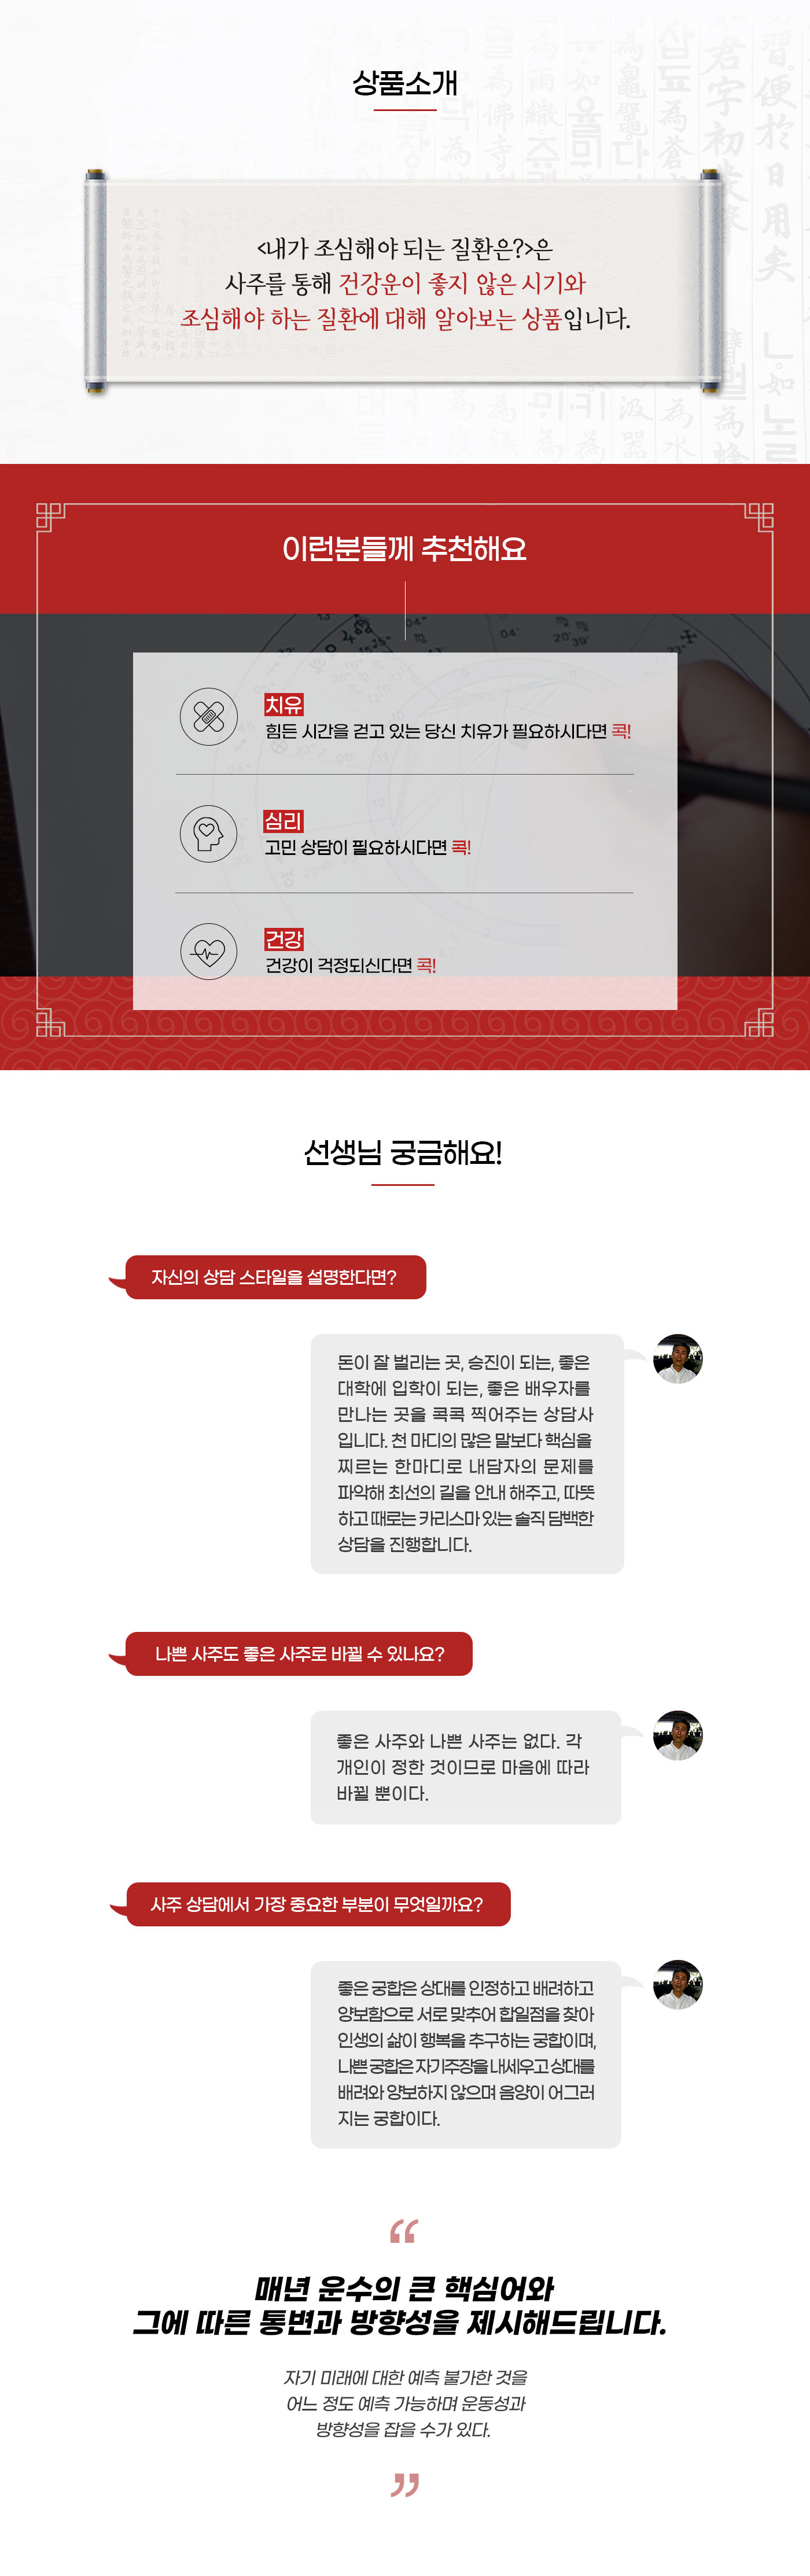 상품소개
<내가 조심해야 되는 질환은?>은
사주를 통해 건강운이 좋지 않은 시기와
조심해야 하는 질환에 대해 알아보는 상품입니다.
이런분들께 추천해요
치유
힘든 시간을 걷고 있는 당신 치유가 필요하시다면 콕!
심리
고민 상담이 필요하시다면 콕!
건강
건강이 걱정되신다면 콕!
선생님 궁금해요!
자신의 상담 스타일을 설명한다면?
돈이 잘 벌리는 곳, 승진이 되는, 좋은
대학에 입학이 되는, 좋은 배우자를
만나는 곳을 콕콕 찍어주는 상담사
입니다. 천 마디의 많은 말보다 핵심을
찌르는 한마디로 내담자의 문제를
파악해 최선의 길을 안내 해주고, 따뜻
하고 때로는 카리스마 있는 솔직 담백한
상담을 진행합니다.
나쁜 사주도 좋은 사주로 바뀔 수 있나요?
좋은 사주와 나쁜 사주는 없다. 각
개인이 정한 것이므로 마음에 따라
바뀔 뿐이다.
사주 상담에서 가장 중요한 부분이 무엇일까요?
좋은 궁합은 상대를 인정하고 배려하고
양보함으로 서로 맞추어 합일점을 찾아
인생의 삶이 행복을 추구하는 궁합이며,
나쁜 궁합은 자기주장을 내세우고 상대를
배려와 양보하지 않으며 음양이 어그러
지는 궁합이다.
“
매년 운수의 큰 핵심어와
그에 따른 통변과 방향성을 제시해드립니다.
자기 미래에 대한 예측 불가한 것을
어느 정도 예측 가능하며 운동성과
방향성을 잡을 수가 있다.
”